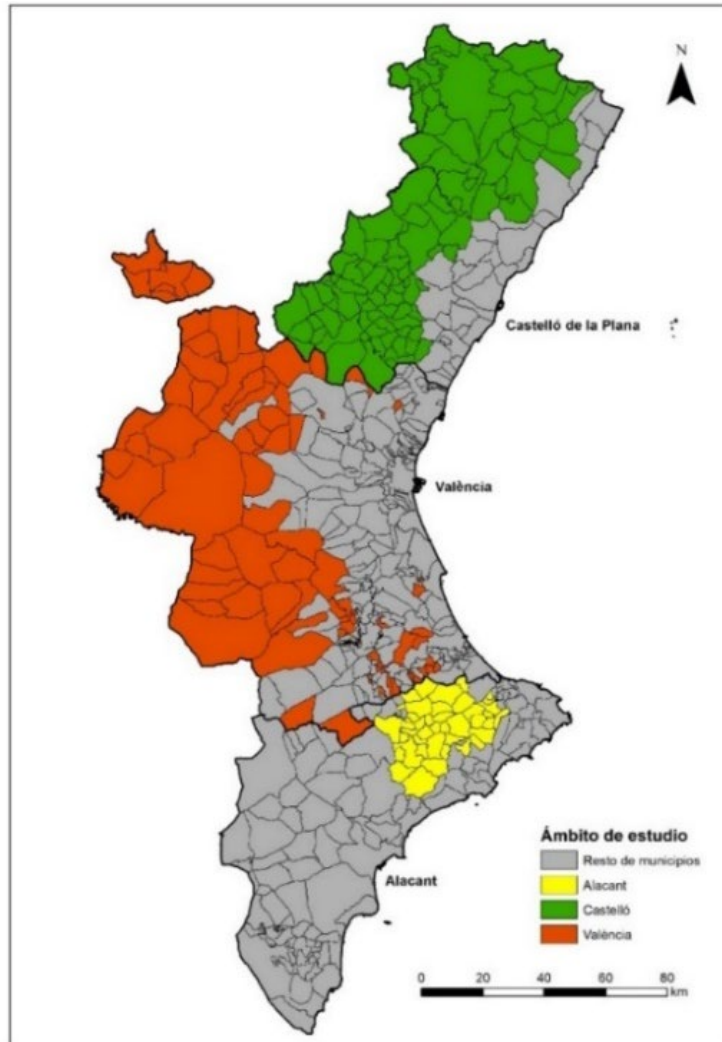 N
Castelló de la Plana
València
Alacant
Ámbito de estudio
Resto de municipios
Alacant
Castelló
València
0 20 40 60 80
km